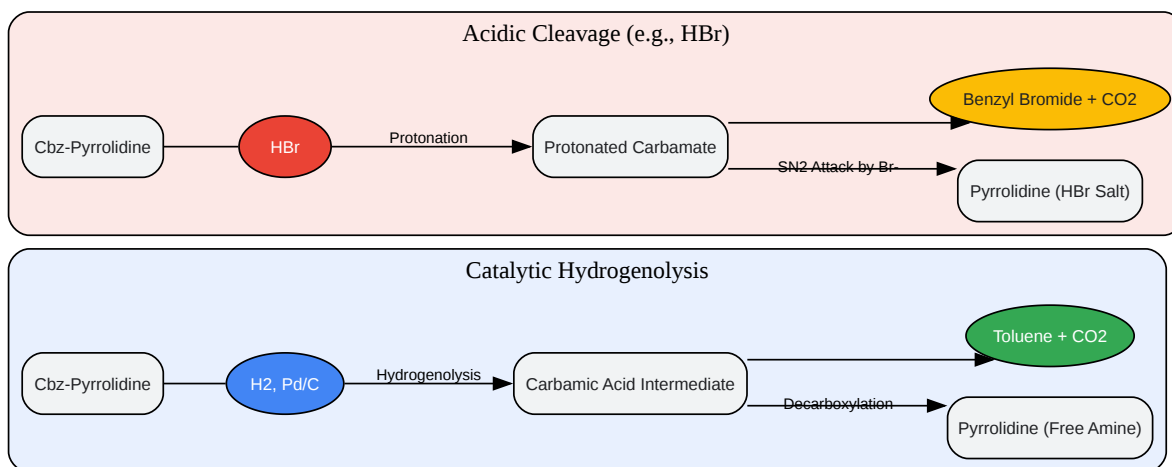 Acidic Cleavage (e.g., HBr)
Benzyl Bromide + CO2
Cbz-Pyrrolidine
HBr
Protonation
Protonated Carbamate
SN2 Attack by Br-
Pyrrolidine (HBr Salt)
Catalytic Hydrogenolysis
Toluene + CO2
Cbz-Pyrrolidine
H2, Pd/C
Hydrogenolysis
Carbamic Acid Intermediate
Decarboxylation
Pyrrolidine (Free Amine)